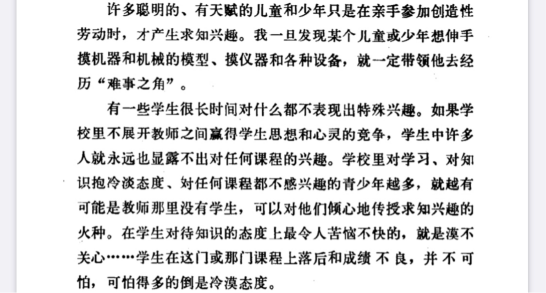 许多聪明的、有天赋的儿童和少年只是在亲手参加创造性
劳动时，才产生求知兴趣。我一旦发现某个儿童或少年想伸手
摸机器和机械的模型、摸仪器和各种设备，就一定带领他去经
历“难事之角”。
有一些学生很长时间对什么都不表现出特殊兴趣。如果学
校里不展开教师之间赢得学生思想和心灵的竞争，学生中许多
人就永远也显露不出对任何课程的兴趣。学校里对学习、对知
识抱冷淡态度、对任何课程都不感兴趣的青少年越多，就越有
可能是教师那里没有学生，可以对他们倾心地传授求知兴趣的
火种。在学生对待知识的态度上最令人苦恼不快的，就是漠不
关心……学生在这门或那门课程上落后和成绩不良，并不可
怕，可怕得多的倒是冷漠态度。